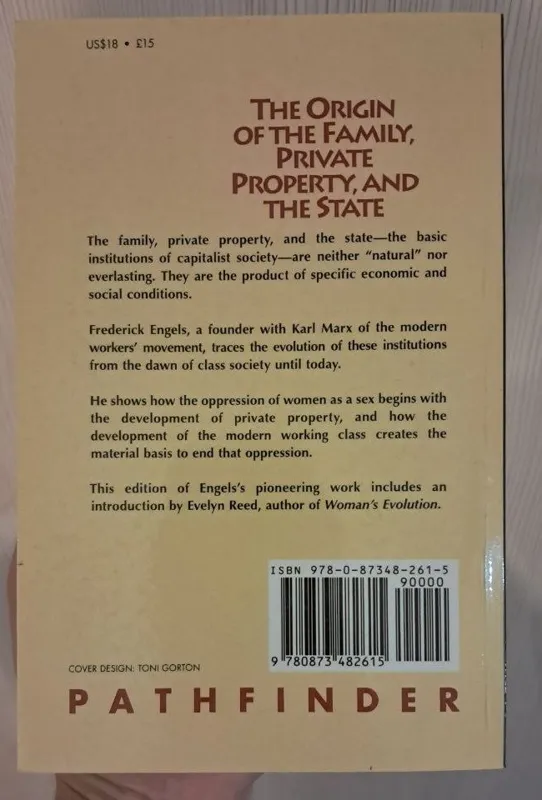 US$18 • £15
THE ORIGIN
OF THE FAMILY,
PRIVATE
PROPERTY, AND
THE STATE
The family, private property, and the state—the basic
institutions of capitalist society—are neither “natural” nor
everlasting. They are the product of specific economic and
social conditions.
Frederick Engels, a founder with Karl Marx of the modern
workers’ movement, traces the evolution of these institutions
from the dawn of class society until today.
He shows how the oppression of women as a sex begins with
the development of private property, and how the
development of the modern working class creates the
material basis to end that oppression.
This edition of Engels’s pioneering work includes an
introduction by Evelyn Reed, author of Woman’s Evolution.
ISBN 978-0-87348-261-5
90000
9 780873 482615
COVER DESIGN: TONI GORTON
PATHFINDER